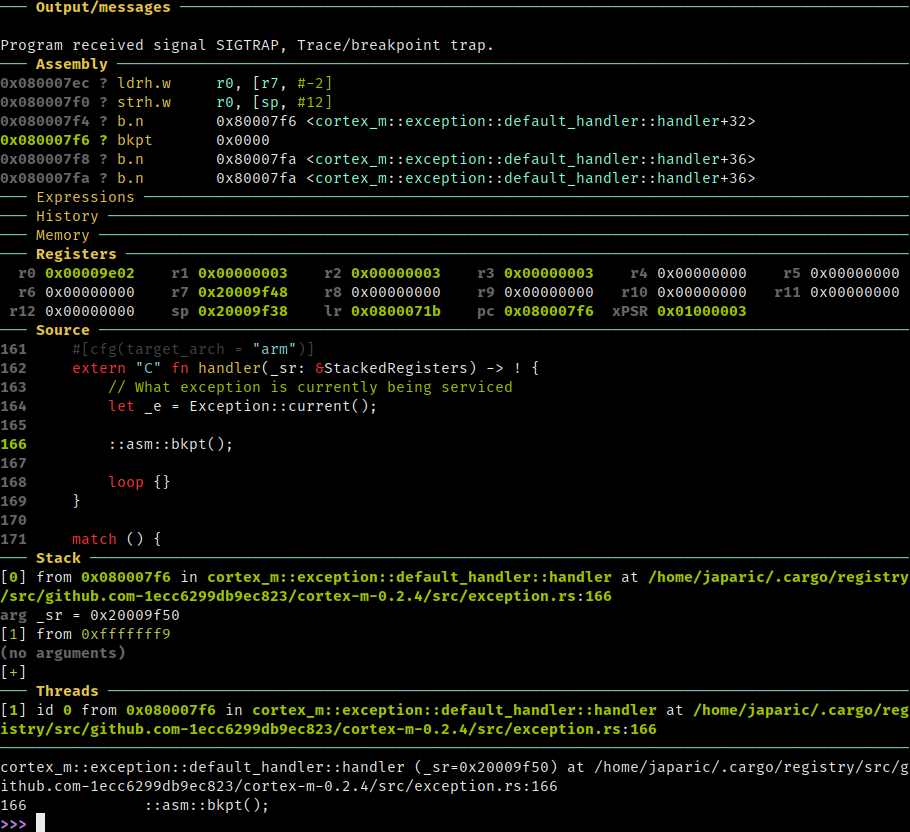 ─── Output/messages ───

Program received signal SIGTRAP, Trace/breakpoint trap.
─── Assembly ───
0x080007ec ? ldrh.w     r0, [r7, #-2]
0x080007f0 ? strh.w     r0, [sp, #12]
0x080007f4 ? b.n        0x80007f6 <cortex_m::exception::default_handler::handler+32>
0x080007f6 ? bkpt       0x0000
0x080007f8 ? b.n        0x80007fa <cortex_m::exception::default_handler::handler+36>
0x080007fa ? b.n        0x80007fa <cortex_m::exception::default_handler::handler+36>
─── Expressions ───
─── History ───
─── Memory ───
─── Registers ───
  r0 0x00009e02    r1 0x00000003    r2 0x00000003    r3 0x00000003    r4 0x00000000    r5 0x00000000
  r6 0x00000000    r7 0x20009f48    r8 0x00000000    r9 0x00000000   r10 0x00000000   r11 0x00000000
 r12 0x00000000    sp 0x20009f38    lr 0x0800071b    pc 0x080007f6  xPSR 0x01000003
─── Source ───
161     #[cfg(target_arch = "arm")]
162     extern "C" fn handler(_sr: &StackedRegisters) -> ! {
163         // What exception is currently being serviced
164         let _e = Exception::current();
165
166         ::asm::bkpt();
167
168         loop {}
169     }
170
171     match () {
─── Stack ───
[0] from 0x080007f6 in cortex_m::exception::default_handler::handler at /home/japaric/.cargo/registry
/src/github.com-1ecc6299db9ec823/cortex-m-0.2.4/src/exception.rs:166
arg _sr = 0x20009f50
[1] from 0xfffffff9
(no arguments)
[+]
─── Threads ───
[1] id 0 from 0x080007f6 in cortex_m::exception::default_handler::handler at /home/japaric/.cargo/reg
istry/src/github.com-1ecc6299db9ec823/cortex-m-0.2.4/src/exception.rs:166
───
cortex_m::exception::default_handler::handler (_sr=0x20009f50) at /home/japaric/.cargo/registry/src/g
ithub.com-1ecc6299db9ec823/cortex-m-0.2.4/src/exception.rs:166
166             ::asm::bkpt();
>>>